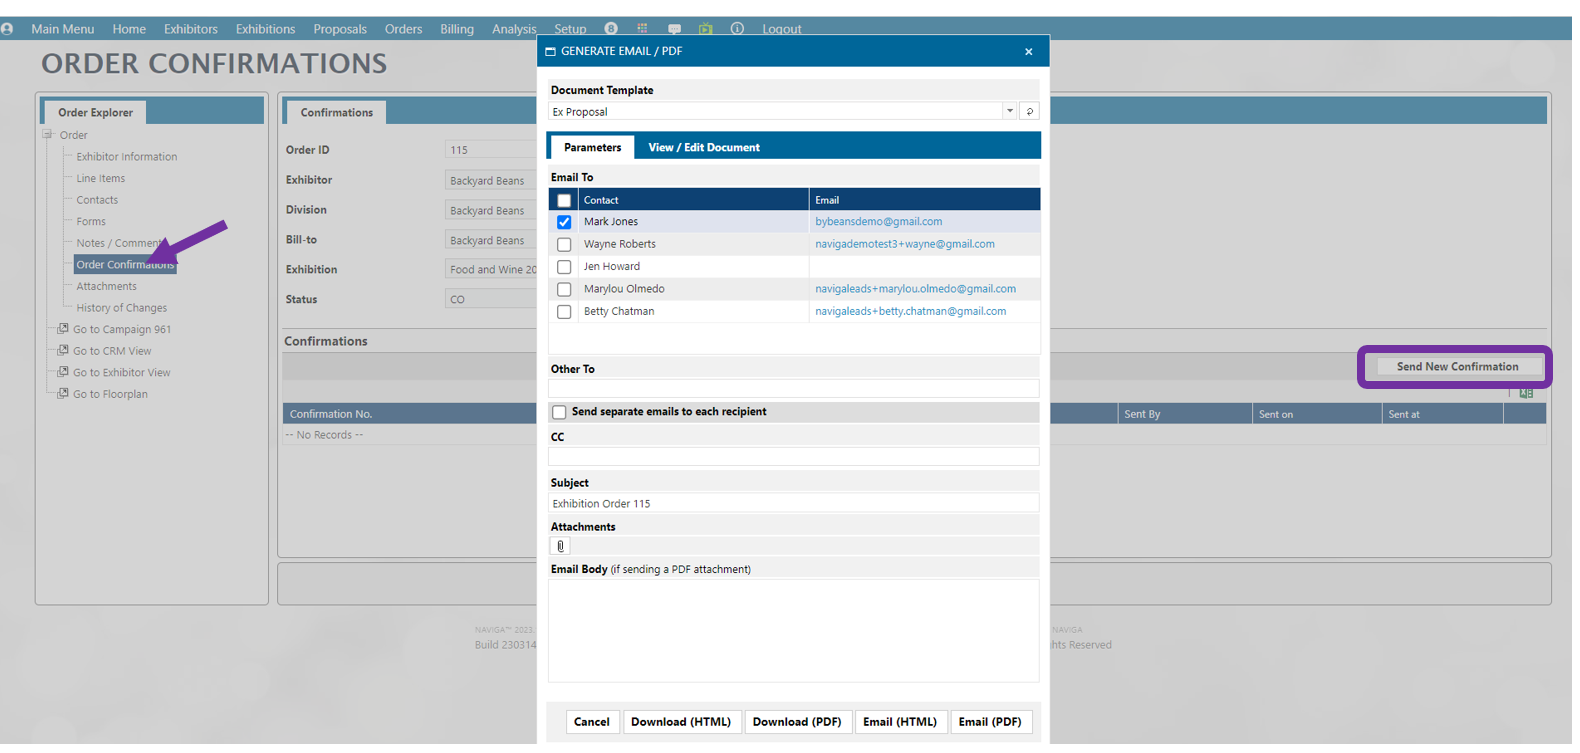 Main Menu Home Exhibitors Exhibitions Proposals Orders Billing Analysis Setup 8 Logout
ORDER CONFIRMATIONS
Order Explorer
Order
Exhibitor Information
Line Items
Contacts
Forms
Notes / Comment
Order Confirmations
Attachments
History of Changes
Go to Campaign 961
Go to CRM View
Go to Exhibitor View
Go to Floorplan
Confirmations
Order ID 115
Exhibitor Backyard Beans
Division Backyard Beans
Bill-to Backyard Beans
Exhibition Food and Wine 20
Status CO
Confirmations
Send New Confirmation
Confirmation No. Sent By Sent on Sent at
-- No Records --
GENERATE EMAIL / PDF
Document Template
Ex Proposal
Parameters View / Edit Document
Email To
Contact Email
Mark Jones bybeansdemo@gmail.com
Wayne Roberts navigademotest3+wayne@gmail.com
Jen Howard
Marylou Olmedo navigaleads+marylou.olmedo@gmail.com
Betty Chatman navigaleads+betty.chatman@gmail.com
Other To
Send separate emails to each recipient
CC
Subject
Exhibition Order 115
Attachments
Email Body (if sending a PDF attachment)
Cancel Download (HTML) Download (PDF) Email (HTML) Email (PDF)
NAVIGA™ 2023. NAVIGA
Build 230314 hts Reserved